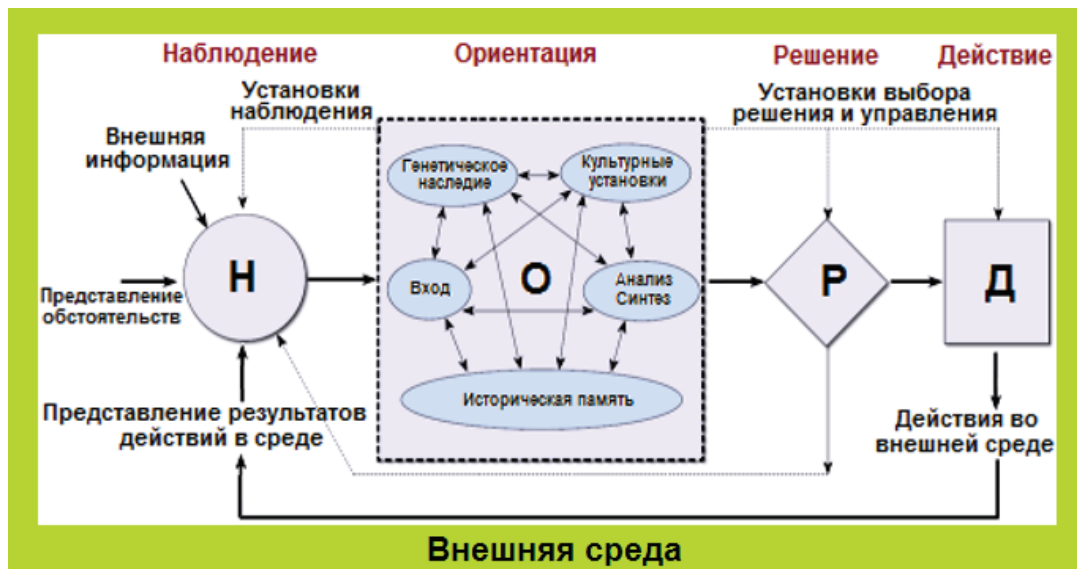 Наблюдение
Ориентация
Решение
Действие
Установки
наблюдения
Установки выбора
решения и управления
Внешняя
информация
Генетическое
наследие
Культурные
установки
Н
Вход
О
Анализ
Синтез
Р
Д
Представление
обстоятельств
Историческая память
Представление результатов
действий в среде
Действия во
внешней среде
Внешняя среда